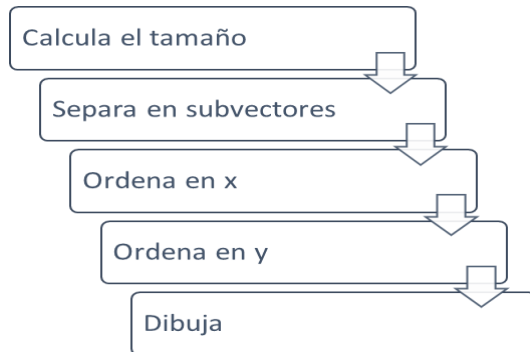 Calcula el tamaño
Separa en subvectores
Ordena en x
Ordena en y
Dibuja